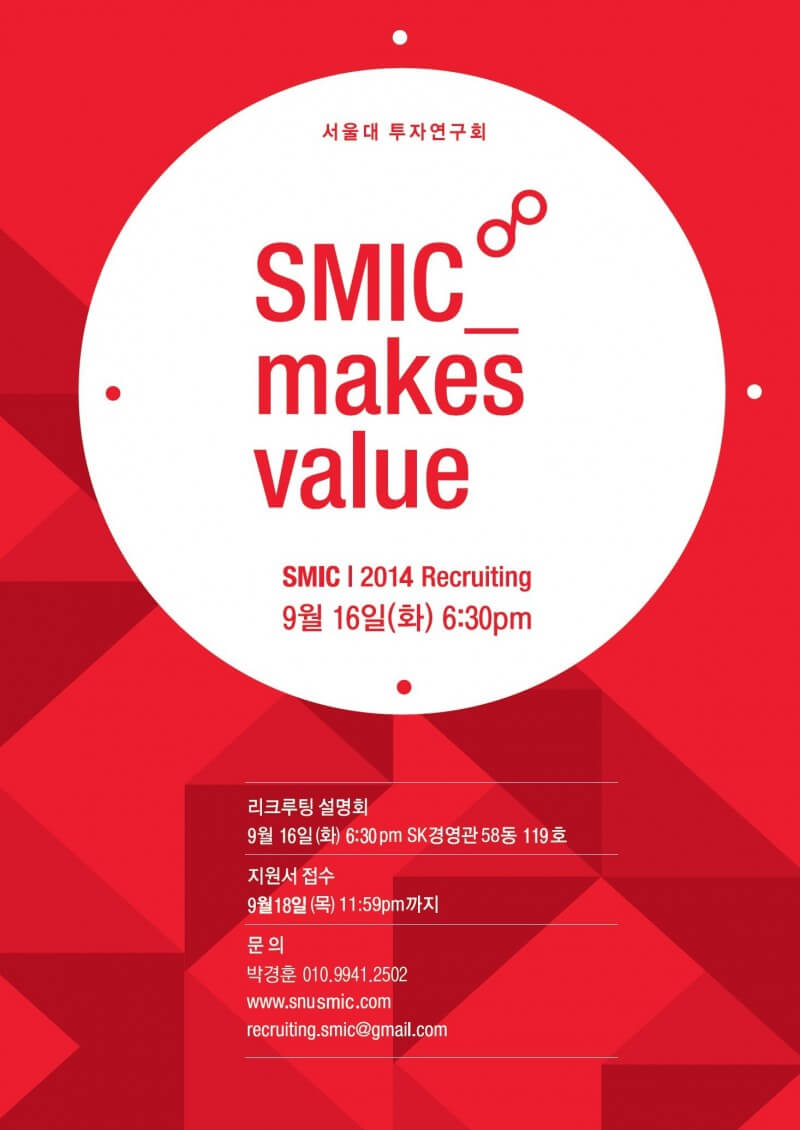 서울대 투자연구회
SMIC_
makes
value
SMIC | 2014 Recruiting
9월 16일(화) 6:30pm
리크루팅 설명회
9월 16일(화) 6:30pm SK경영관 58동 119호
지원서 접수
9월18일(목) 11:59pm까지
문 의
박경훈 010.9941.2502
www.snusmic.com
recruiting.smic@gmail.com